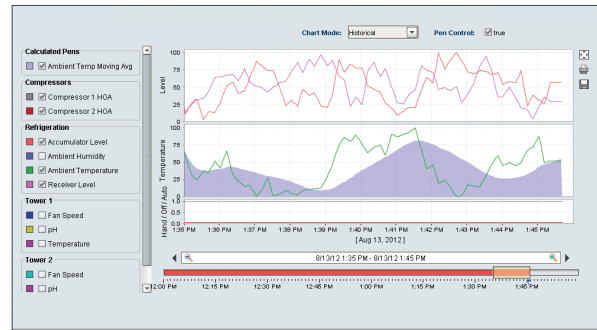 Chart Mode: Historical Pen Control: true
Calculated Pens
Ambient Temp Moving Avg
Compressors
Compressor 1 HOA
Compressor 2 HOA
Refrigeration
Accumulator Level
Ambient Humidity
Ambient Temperature
Receiver Level
Tower 1
Fan Speed
pH
Temperature
Tower 2
Fan Speed
pH
Level
100
75
50
25
0
Temperature
100
75
50
25
0
Hand / Off / Auto
1.0
0.5
0.0
1:35 PM 1:36 PM 1:37 PM 1:38 PM 1:39 PM 1:40 PM 1:41 PM 1:42 PM 1:43 PM 1:44 PM 1:45 PM
[ Aug 13, 2012 ]
8/13/12 1:35 PM - 8/13/12 1:45 PM
12:00 PM 12:15 PM 12:30 PM 12:45 PM 1:00 PM 1:15 PM 1:30 PM 1:45 PM